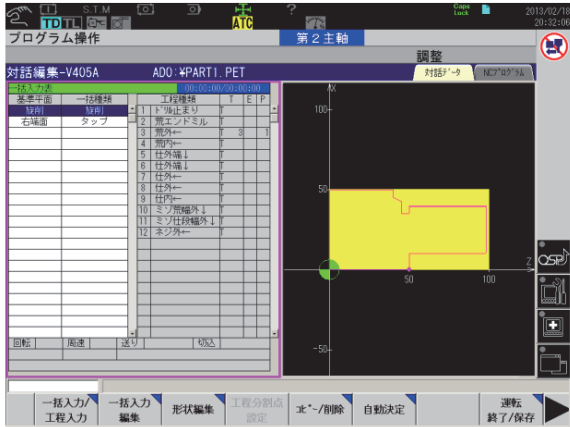 S.T.M
?
Caps Lock
2013/02/18
20:32:06
TD TL
ATC
プログラム操作
第2主軸
調整
対話編集-V405A
AD0:¥PART1.PET
対話ﾃﾞｰﾀ
NCﾌﾟﾛｸﾞﾗﾑ
一括入力表
00:00:00/00:00:00
基準平面 一括種類
旋削 旋削
右端面 タップ
工程種類 T E P
1 ﾄﾞﾘﾙ止まり T
2 荒エンドミル T
3 荒外← T 3 1
4 荒内← T
5 仕外端↓ T
6 仕外端↓ T
7 仕外← T
8 仕外← T
9 仕内← T
10 ミゾ荒幅外↓ T
11 ミゾ仕段幅外↓ T
12 ネジ外← T
回転 周速 送り 切込
X
100
50
50
100
Z
-50
OSP
一括入力/工程入力
一括入力編集
形状編集
工程分割点設定
ｺﾋﾟｰ/削除
自動決定
運転終了/保存